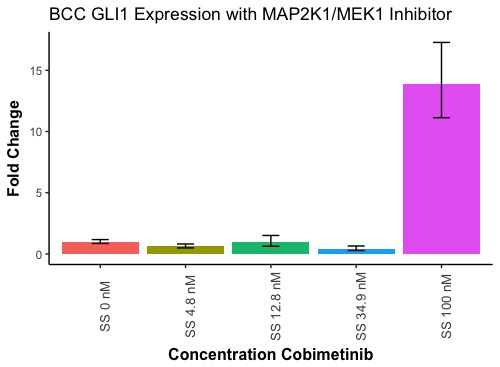 BCC GLI1 Expression with MAP2K1/MEK1 Inhibitor
Fold Change
15
10
5
0
SS 0 nM
SS 4.8 nM
SS 12.8 nM
SS 34.9 nM
SS 100 nM
Concentration Cobimetinib